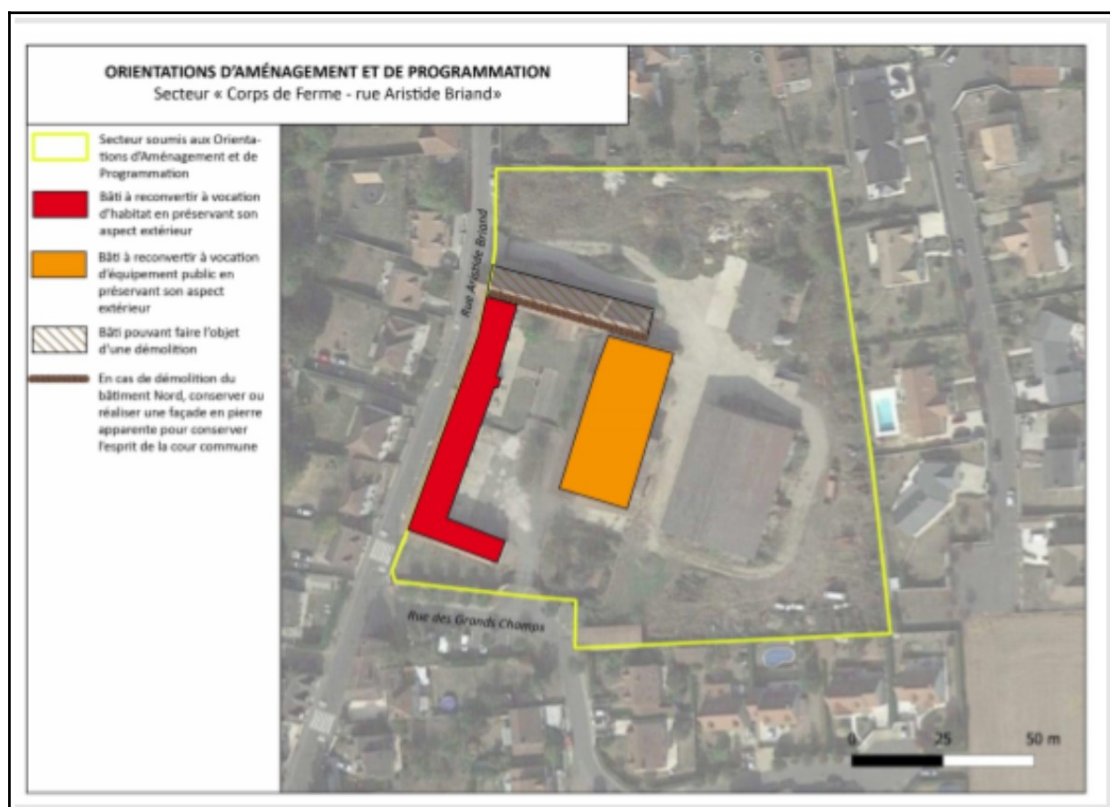 ORIENTATIONS D'AMÉNAGEMENT ET DE PROGRAMMATION
Secteur « Corps de Ferme - rue Aristide Briand»
Secteur soumis aux Orienta-
tions d'Aménagement et de
Programmation
Bâti à reconvertir à vocation
d'habitat en préservant son
aspect extérieur
Bâti à reconvertir à vocation
d'équipement public en
préservant son aspect
extérieur
Bâti pouvant faire l'objet
d'une démolition
En cas de démolition du
bâtiment Nord, conserver ou
réaliser une façade en pierre
apparente pour conserver
l'esprit de la cour commune
Rue Aristide Briand
Rue des Grands Champs
0 25 50 m